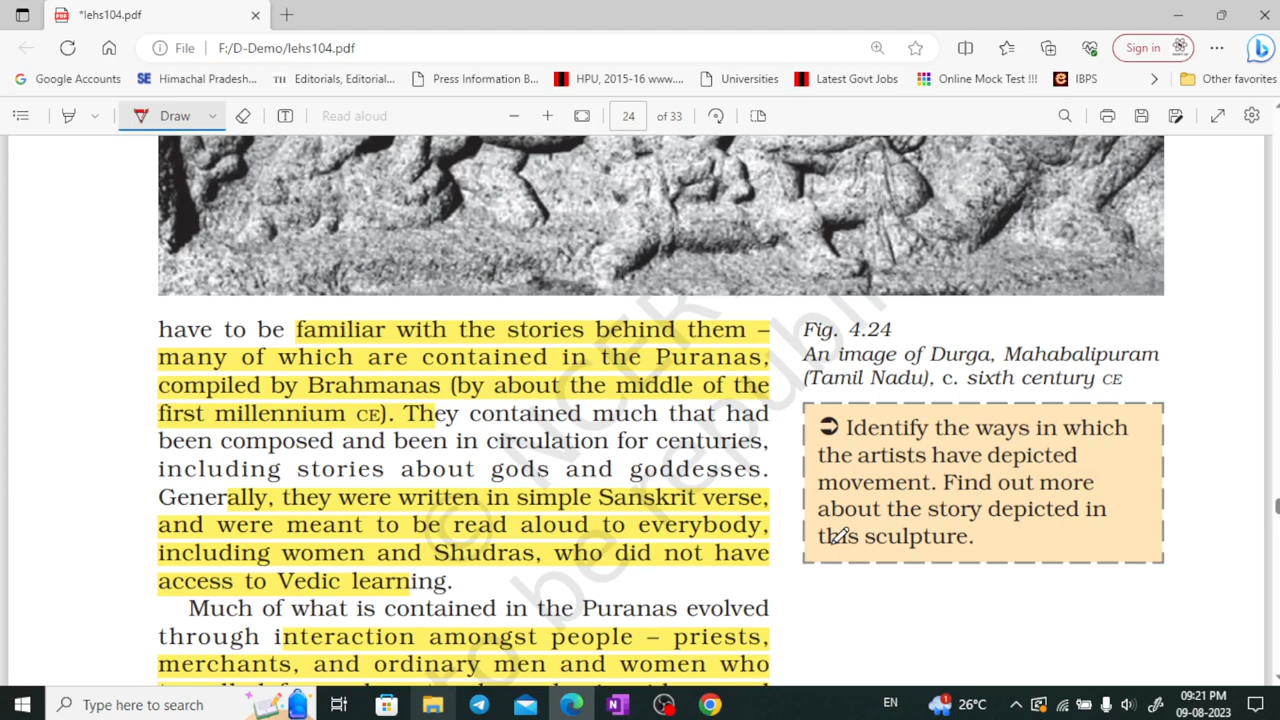 *lehs104.pdf
File F:/D-Demo/lehs104.pdf
Sign in
Google Accounts
SE Himachal Pradesh...
TH Editorials, Editorial...
Press Information B...
HPU, 2015-16 www....
Universities
Latest Govt Jobs
Online Mock Test !!!
IBPS
Other favorites
Draw
Read aloud
24 of 33
have to be familiar with the stories behind them –
many of which are contained in the Puranas,
compiled by Brahmanas (by about the middle of the
first millennium CE). They contained much that had
been composed and been in circulation for centuries,
including stories about gods and goddesses.
Generally, they were written in simple Sanskrit verse,
and were meant to be read aloud to everybody,
including women and Shudras, who did not have
access to Vedic learning.
Much of what is contained in the Puranas evolved
through interaction amongst people – priests,
merchants, and ordinary men and women who
Fig. 4.24
An image of Durga, Mahabalipuram
(Tamil Nadu), c. sixth century CE
➲ Identify the ways in which
the artists have depicted
movement. Find out more
about the story depicted in
this sculpture.
© NCER
o be republi
Type here to search
EN
26°C
09:21 PM
09-08-2023